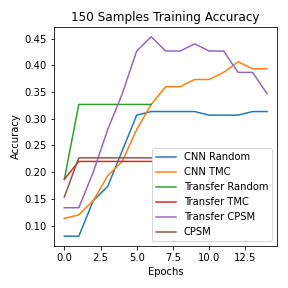 150 Samples Training Accuracy
Accuracy
0.45
0.40
0.35
0.30
0.25
0.20
0.15
0.10
CNN Random
CNN TMC
Transfer Random
Transfer TMC
Transfer CPSM
CPSM
0.0 2.5 5.0 7.5 10.0 12.5
Epochs